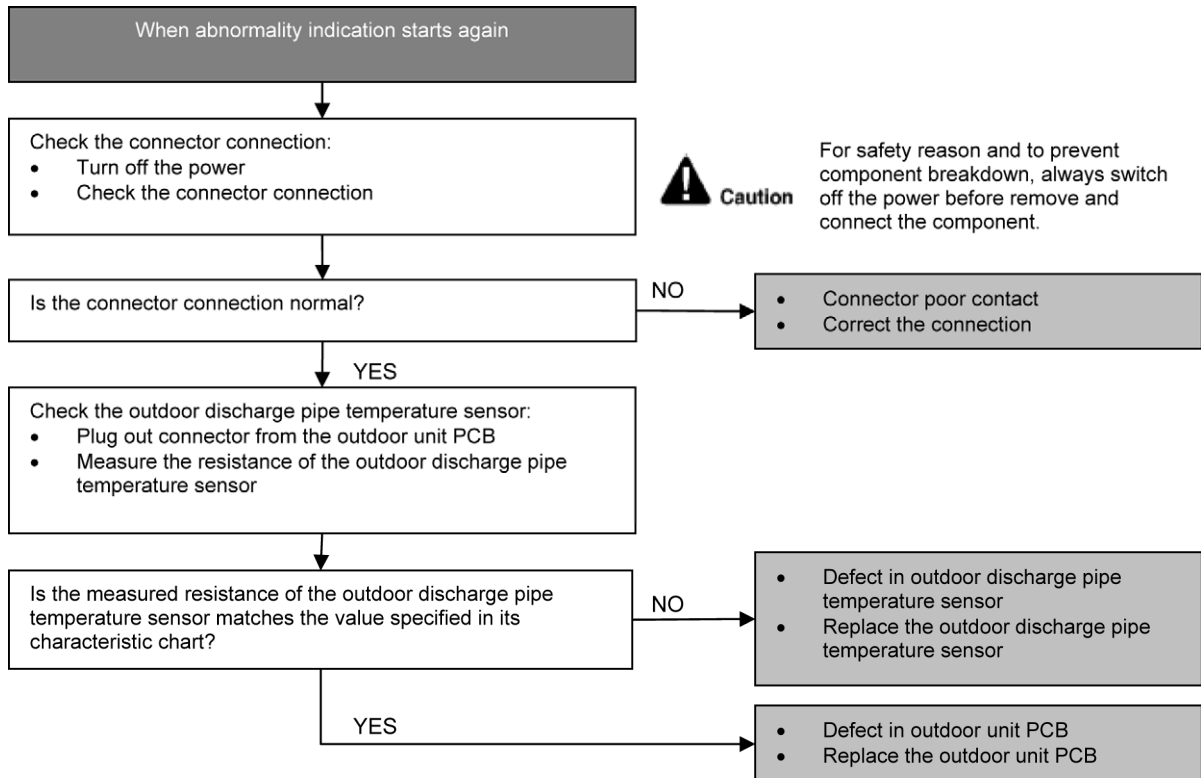 When abnormality indication starts again
Check the connector connection:
• Turn off the power
• Check the connector connection
Caution
For safety reason and to prevent
component breakdown, always switch
off the power before remove and
connect the component.
Is the connector connection normal?
NO
• Connector poor contact
• Correct the connection
YES
Check the outdoor discharge pipe temperature sensor:
• Plug out connector from the outdoor unit PCB
• Measure the resistance of the outdoor discharge pipe
temperature sensor
Is the measured resistance of the outdoor discharge pipe
temperature sensor matches the value specified in its
characteristic chart?
NO
• Defect in outdoor discharge pipe
temperature sensor
• Replace the outdoor discharge pipe
temperature sensor
YES
• Defect in outdoor unit PCB
• Replace the outdoor unit PCB